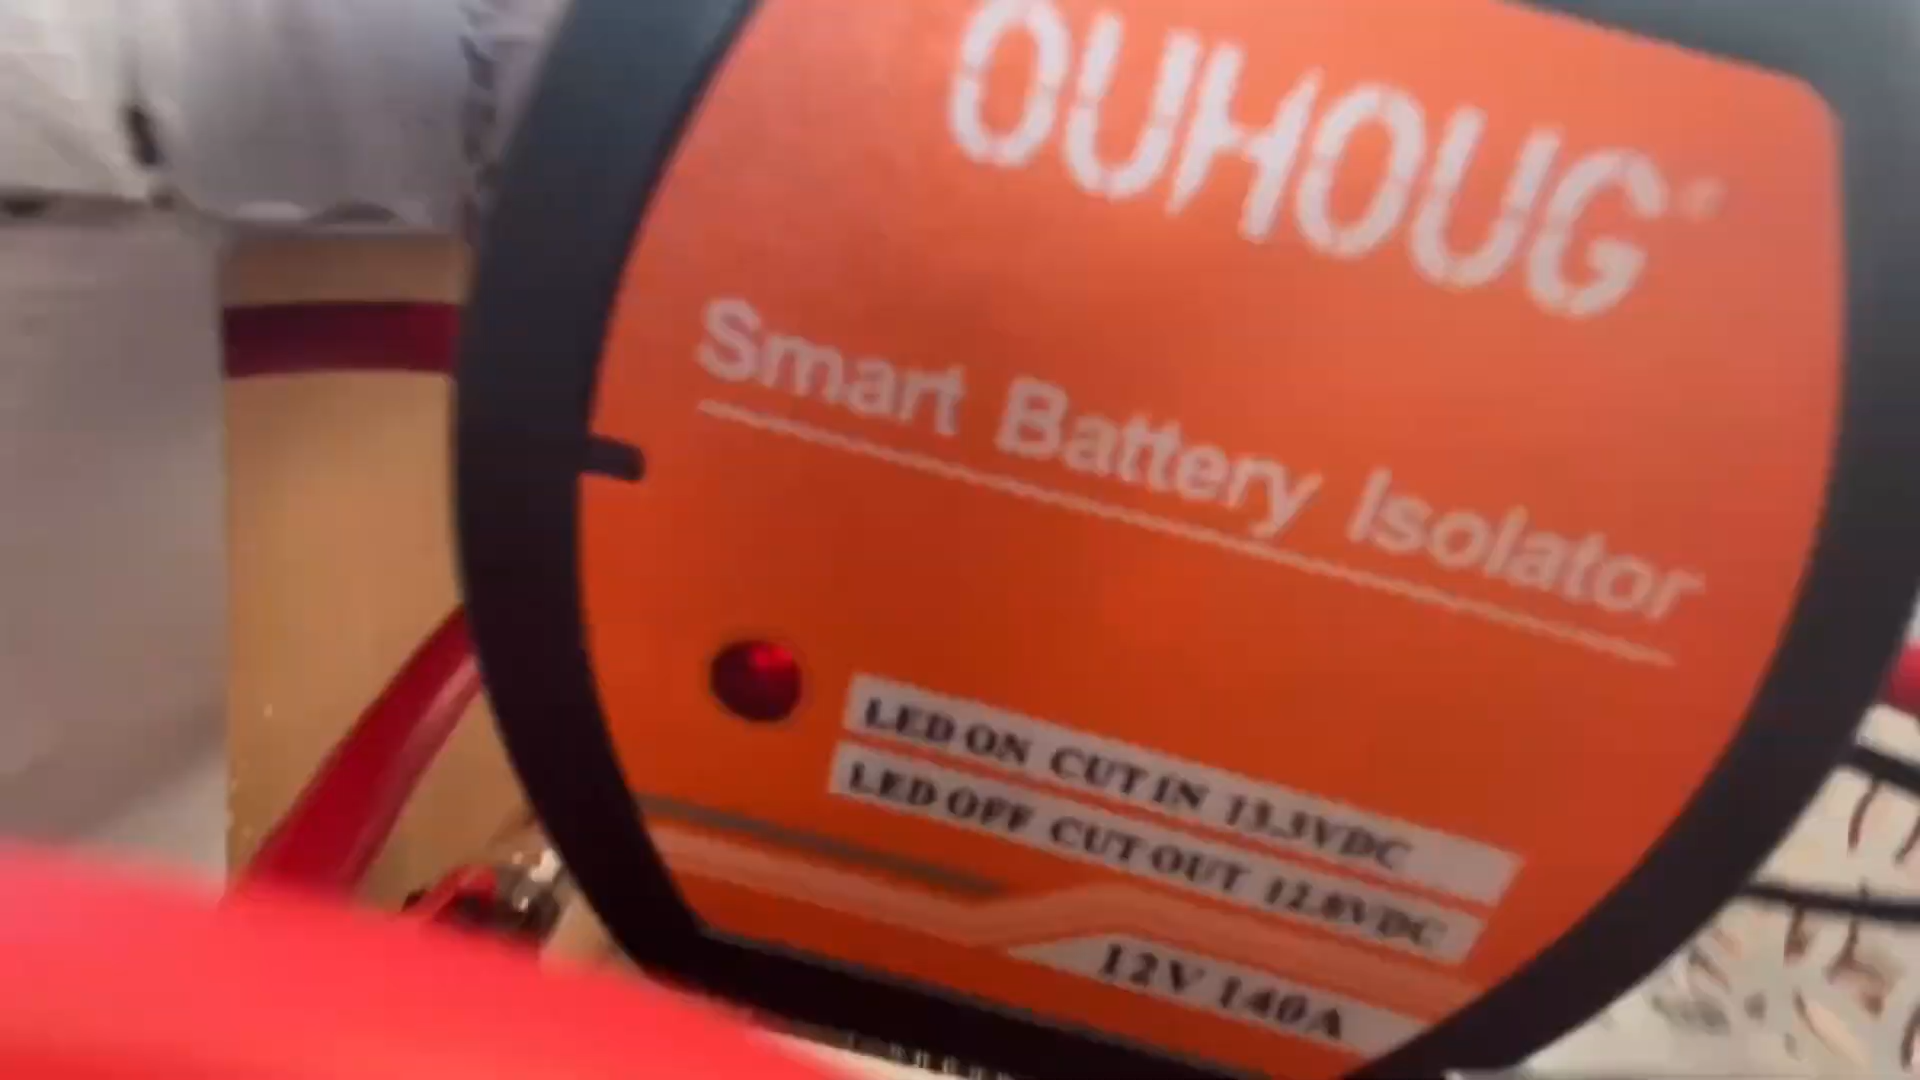 OUHOUG
Smart Battery Isolator
LED ON CUT IN 13.3VDC
LED OFF CUT OUT 12.8VDC
12V 140A